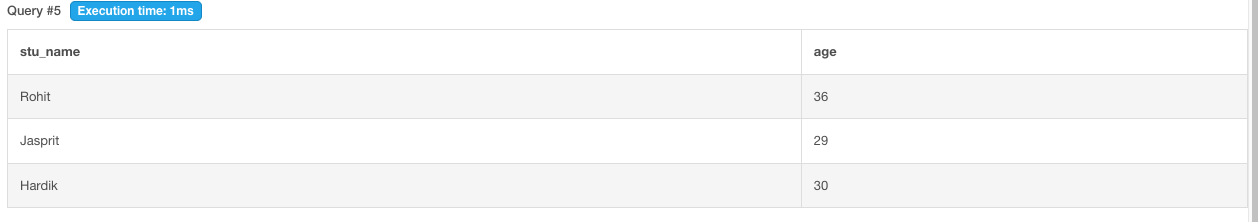 Query #5 Execution time: 1ms
stu_name age
Rohit 36
Jasprit 29
Hardik 30